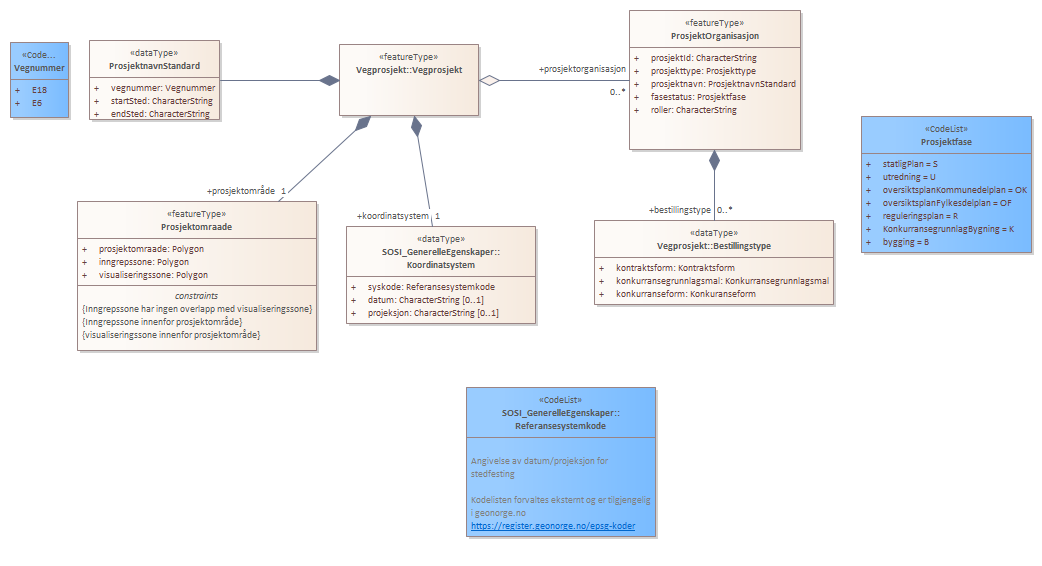 «Code...
Vegnummer
+ E18
+ E6
«dataType»
ProsjektnavnStandard
+ vegnummer: Vegnummer
+ startSted: CharacterString
+ endSted: CharacterString
«featureType»
Vegprosjekt::Vegprosjekt
+prosjektorganisasjon
0..*
«featureType»
ProsjektOrganisasjon
+ prosjektId: CharacterString
+ prosjekttype: Prosjekttype
+ prosjektnavn: ProsjektnavnStandard
+ fasestatus: Prosjektfase
+ roller: CharacterString
«CodeList»
Prosjektfase
+ statligPlan = S
+ utredning = U
+ oversiktsplanKommunedelplan = OK
+ oversiktsplanFylkesdelplan = OF
+ reguleringsplan = R
+ KonkurransegrunnlagBygning = K
+ bygging = B
+prosjektområde 1
«featureType»
Prosjektomraade
+ prosjektomraade: Polygon
+ inngrepssone: Polygon
+ visualiseringssone: Polygon
constraints
{Inngrepssone har ingen overlapp med visualiseringssone}
{Inngrepssone innenfor prosjektområde}
{visualiseringssone innenfor prosjektområde}
+koordinatsystem 1
«dataType»
SOSI_GenerelleEgenskaper::
Koordinatsystem
+ syskode: Referansesystemkode
+ datum: CharacterString [0..1]
+ projeksjon: CharacterString [0..1]
+bestillingstype 0..*
«dataType»
Vegprosjekt::Bestillingstype
+ kontraktsform: Kontraktsform
+ konkurransegrunnlagsmal: Konkurransegrunnlagsmal
+ konkurranseform: Konkuranseform
«CodeList»
SOSI_GenerelleEgenskaper::
Referansesystemkode
Angivelse av datum/projeksjon for
stedfesting
Kodelisten forvaltes eksternt og er tilgjengelig
i geonorge.no
https://register.geonorge.no/epsg-koder